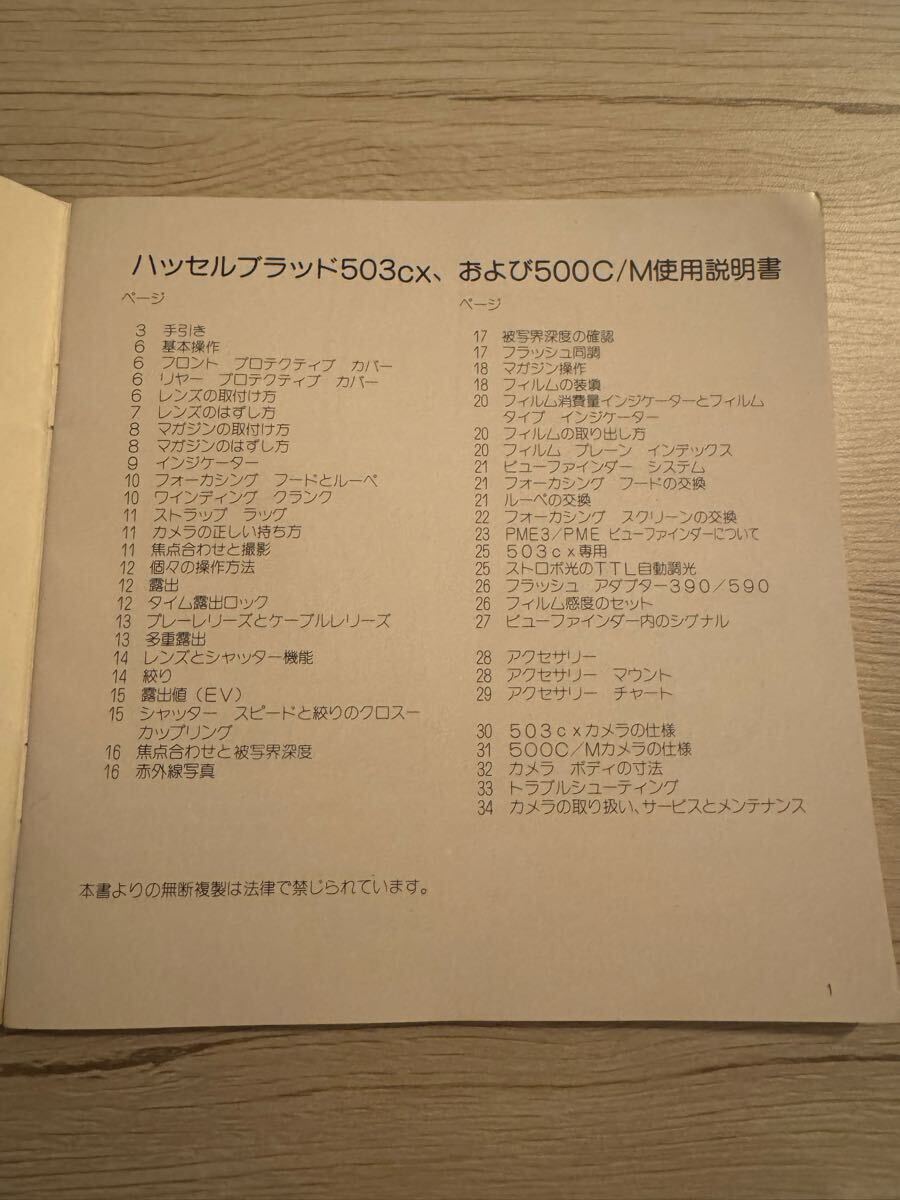 ハッセルブラッド503cx、および500C/M使用説明書
ページ
3 手引き
6 基本操作
6 フロント プロテクティブ カバー
6 リヤー プロテクティブ カバー
6 レンズの取付け方
7 レンズのはずし方
8 マガジンの取付け方
8 マガジンのはずし方
9 インジケーター
10 フォーカシング フードとルーペ
10 ワインディング クランク
11 ストラップ ラッグ
11 カメラの正しい持ち方
11 焦点合わせと撮影
12 個々の操作方法
12 露出
12 タイム露出ロック
13 プレーレリーズとケーブルレリーズ
13 多重露出
14 レンズとシャッター機能
14 絞り
15 露出値(EV)
15 シャッター スピードと絞りのクロスー
カップリング
16 焦点合わせと被写界深度
16 赤外線写真
ページ
17 被写界深度の確認
17 フラッシュ同調
18 マガジン操作
18 フィルムの装填
20 フィルム消費量インジケーターとフィルム
タイプ インジケーター
20 フィルムの取り出し方
20 フィルム プレーン インデックス
21 ビューファインダー システム
21 フォーカシング フードの交換
21 ルーペの交換
22 フォーカシング スクリーンの交換
23 PME3/PME ビューファインダーについて
25 503cx専用
25 ストロボ光のTTL自動調光
26 フラッシュ アダプター390/590
26 フィルム感度のセット
27 ビューファインダー内のシグナル
28 アクセサリー
28 アクセサリー マウント
29 アクセサリー チャート
30 503cxカメラの仕様
31 500C/Mカメラの仕様
32 カメラ ボディの寸法
33 トラブルシューティング
34 カメラの取り扱い、サービスとメンテナンス
本書よりの無断複製は法律で禁じられています。
1